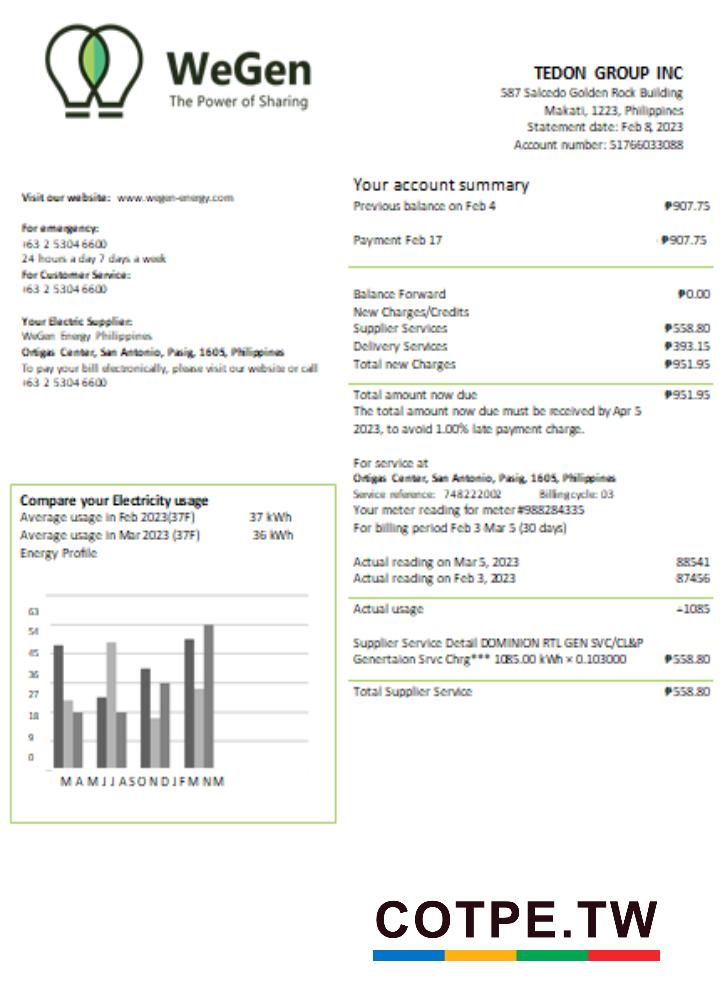 WeGen
The Power of Sharing
TEDON GROUP INC
587 Salcedo Golden Rock Building
Makati, 1223, Philippines
Statement date: Feb 8, 2023
Account number: 51766033088
Visit our website: www.wegen-energy.com
For emergency:
+63 2 5304 6600
24 hours a day 7 days a week
For Customer Service:
+63 2 5304 6600
Your Electric Supplier:
WeGen Energy Philippines
Ortigas Center, San Antonio, Pasig, 1605, Philippines
To pay your bill electronically, please visit our website or call
+63 2 5304 6600
Your account summary
Previous balance on Feb 4 ₱907.75
Payment Feb 17 -₱907.75
Balance Forward ₱0.00
New Charges/Credits
Supplier Services ₱558.80
Delivery Services ₱393.15
Total new Charges ₱951.95
Total amount now due ₱951.95
The total amount now due must be received by Apr 5
2023, to avoid 1.00% late payment charge.
For service at
Ortigas Center, San Antonio, Pasig, 1605, Philippines
Service reference: 748222002 Billing cycle: 03
Your meter reading for meter #988284335
For billing period Feb 3 Mar 5 (30 days)
Actual reading on Mar 5, 2023 88541
Actual reading on Feb 3, 2023 87456
Actual usage =1085
Supplier Service Detail DOMINION RTL GEN SVC/CL&P
Genertaion Srvc Chrg*** 1085.00 kWh × 0.103000 ₱558.80
Total Supplier Service ₱558.80
Compare your Electricity usage
Average usage in Feb 2023(37F) 37 kWh
Average usage in Mar 2023 (37F) 36 kWh
Energy Profile
63
54
45
36
27
18
9
0
M A M J J A S O N D J F M N M
COTPE.TW